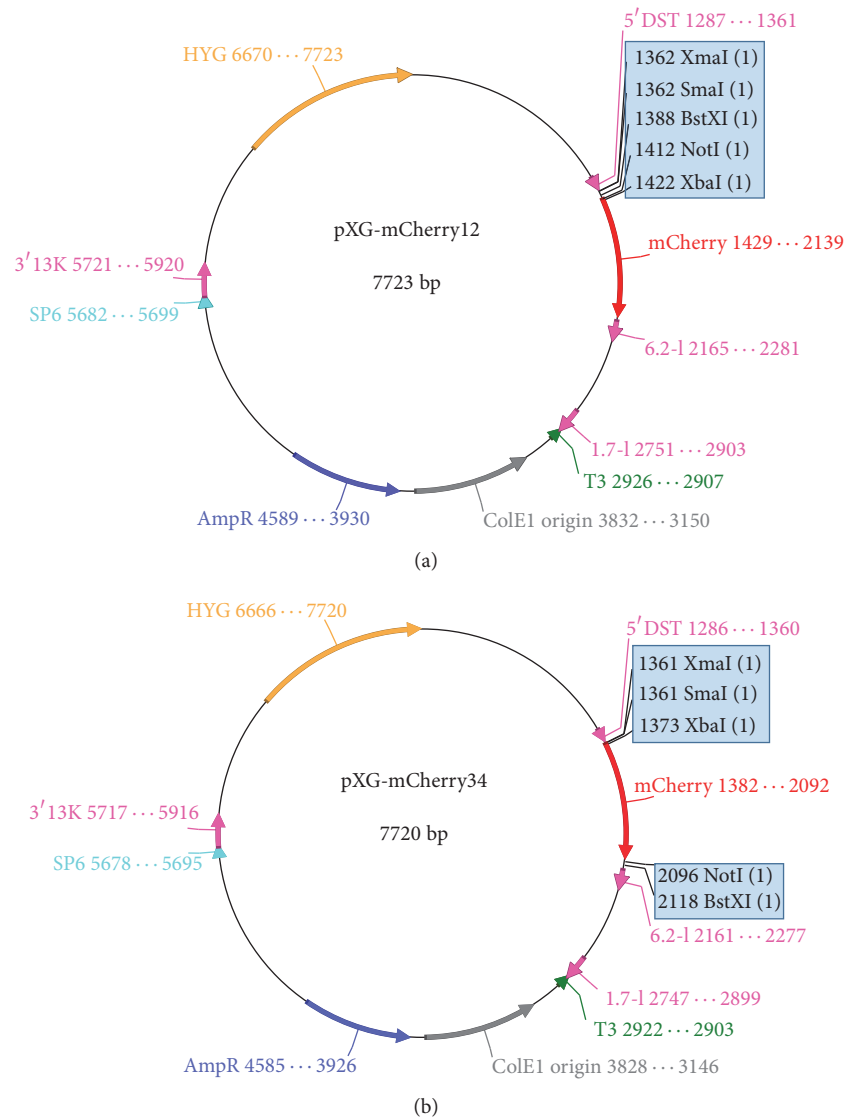 HYG 6670 ··· 7723
5′ DST 1287 ··· 1361
1362 XmaI (1)
1362 SmaI (1)
1388 BstXI (1)
1412 NotI (1)
1422 XbaI (1)
pXG-mCherry12
7723 bp
mCherry 1429 ··· 2139
3′ 13K 5721 ··· 5920
SP6 5682 ··· 5699
6.2-l 2165 ··· 2281
1.7-l 2751 ··· 2903
T3 2926 ··· 2907
AmpR 4589 ··· 3930
ColE1 origin 3832 ··· 3150
(a)
HYG 6666 ··· 7720
5′ DST 1286 ··· 1360
1361 XmaI (1)
1361 SmaI (1)
1373 XbaI (1)
pXG-mCherry34
7720 bp
mCherry 1382 ··· 2092
3′ 13K 5717 ··· 5916
SP6 5678 ··· 5695
2096 NotI (1)
2118 BstXI (1)
6.2-l 2161 ··· 2277
1.7-l 2747 ··· 2899
T3 2922 ··· 2903
AmpR 4585 ··· 3926
ColE1 origin 3828 ··· 3146
(b)